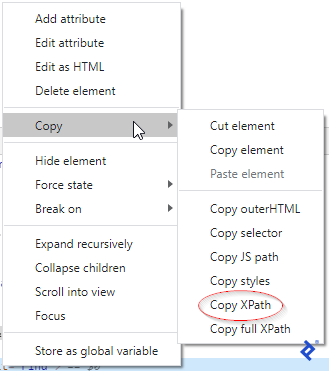 Add attribute
Edit attribute
Edit as HTML
Delete element
Copy
Hide element
Force state
Break on
Expand recursively
Collapse children
Scroll into view
Focus
Store as global variable
Cut element
Copy element
Paste element
Copy outerHTML
Copy selector
Copy JS path
Copy styles
Copy XPath
Copy full XPath